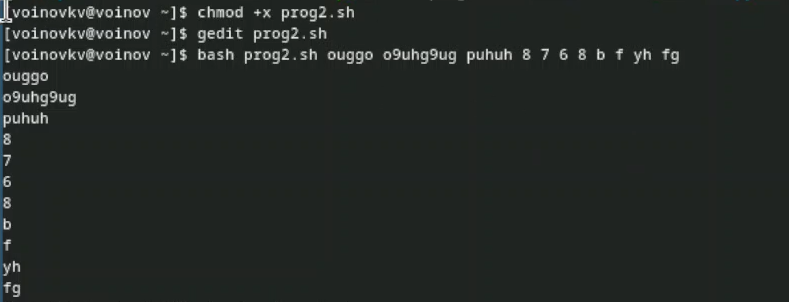 [voinovkv@voinov ~]$ chmod +x prog2.sh
[voinovkv@voinov ~]$ gedit prog2.sh
[voinovkv@voinov ~]$ bash prog2.sh ouggo o9uhg9ug puhuh 8 7 6 8 b f yh fg
ouggo
o9uhg9ug
puhuh
8
7
6
8
b
f
yh
fg